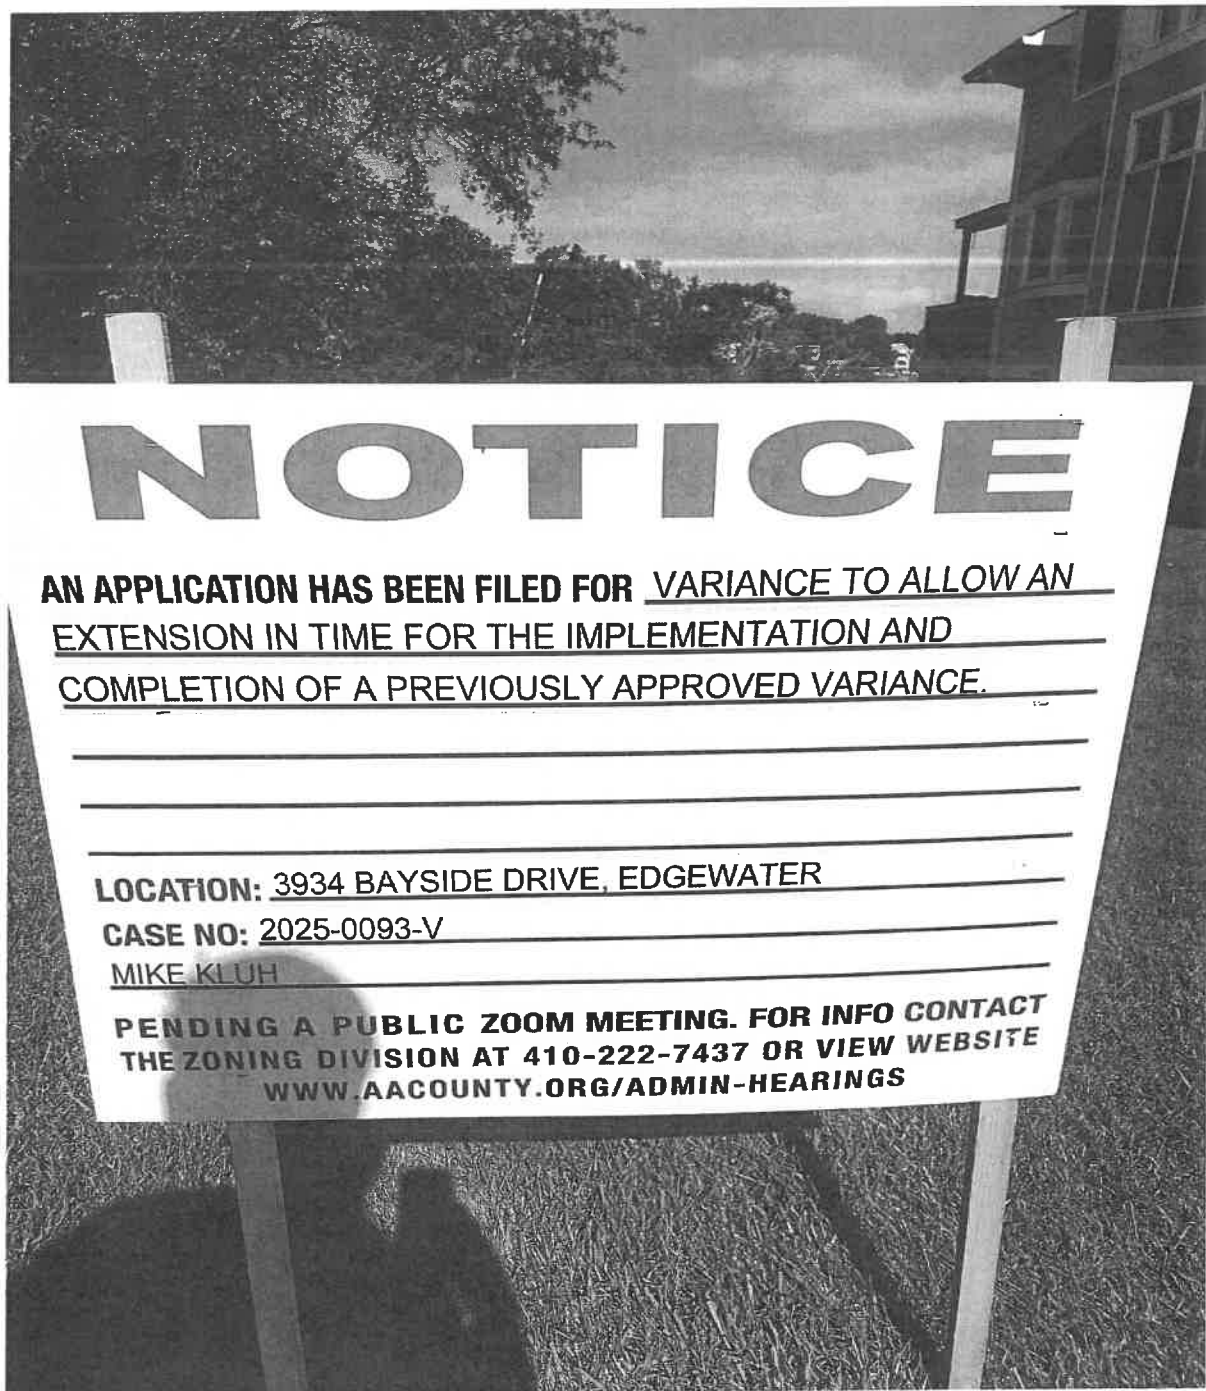 NOTICE
AN APPLICATION HAS BEEN FILED FOR VARIANCE TO ALLOW AN
EXTENSION IN TIME FOR THE IMPLEMENTATION AND
COMPLETION OF A PREVIOUSLY APPROVED VARIANCE.
LOCATION: 3934 BAYSIDE DRIVE, EDGEWATER
CASE NO: 2025-0093-V
MIKE KLUH
PENDING A PUBLIC ZOOM MEETING. FOR INFO CONTACT
THE ZONING DIVISION AT 410-222-7437 OR VIEW WEBSITE
WWW.AACOUNTY.ORG/ADMIN-HEARINGS